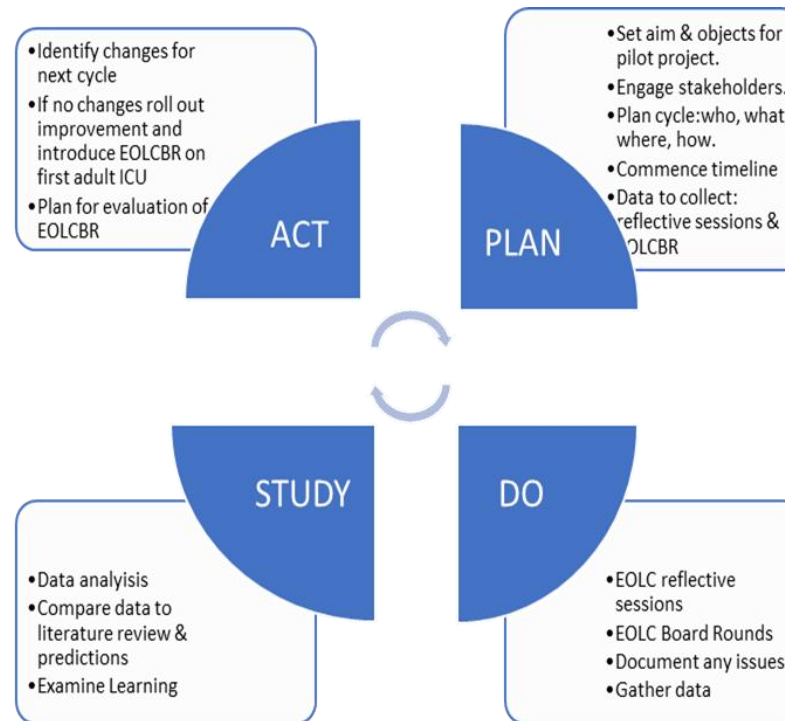 •Identify changes for
next cycle
•If no changes roll out
improvement and
introduce EOLCBR on
first adult ICU
•Plan for evaluation of
EOLCBR
ACT
•Set aim & objects for
pilot project.
•Engage stakeholders.
•Plan cycle:who, what
where, how.
•Commence timeline
•Data to collect:
reflective sessions &
OLCBR
PLAN
STUDY
•Data analyisis
•Compare data to
literature review &
predictions
•Examine Learning
DO
•EOLC reflective
sessions
•EOLC Board Rounds
•Document any issues
•Gather data